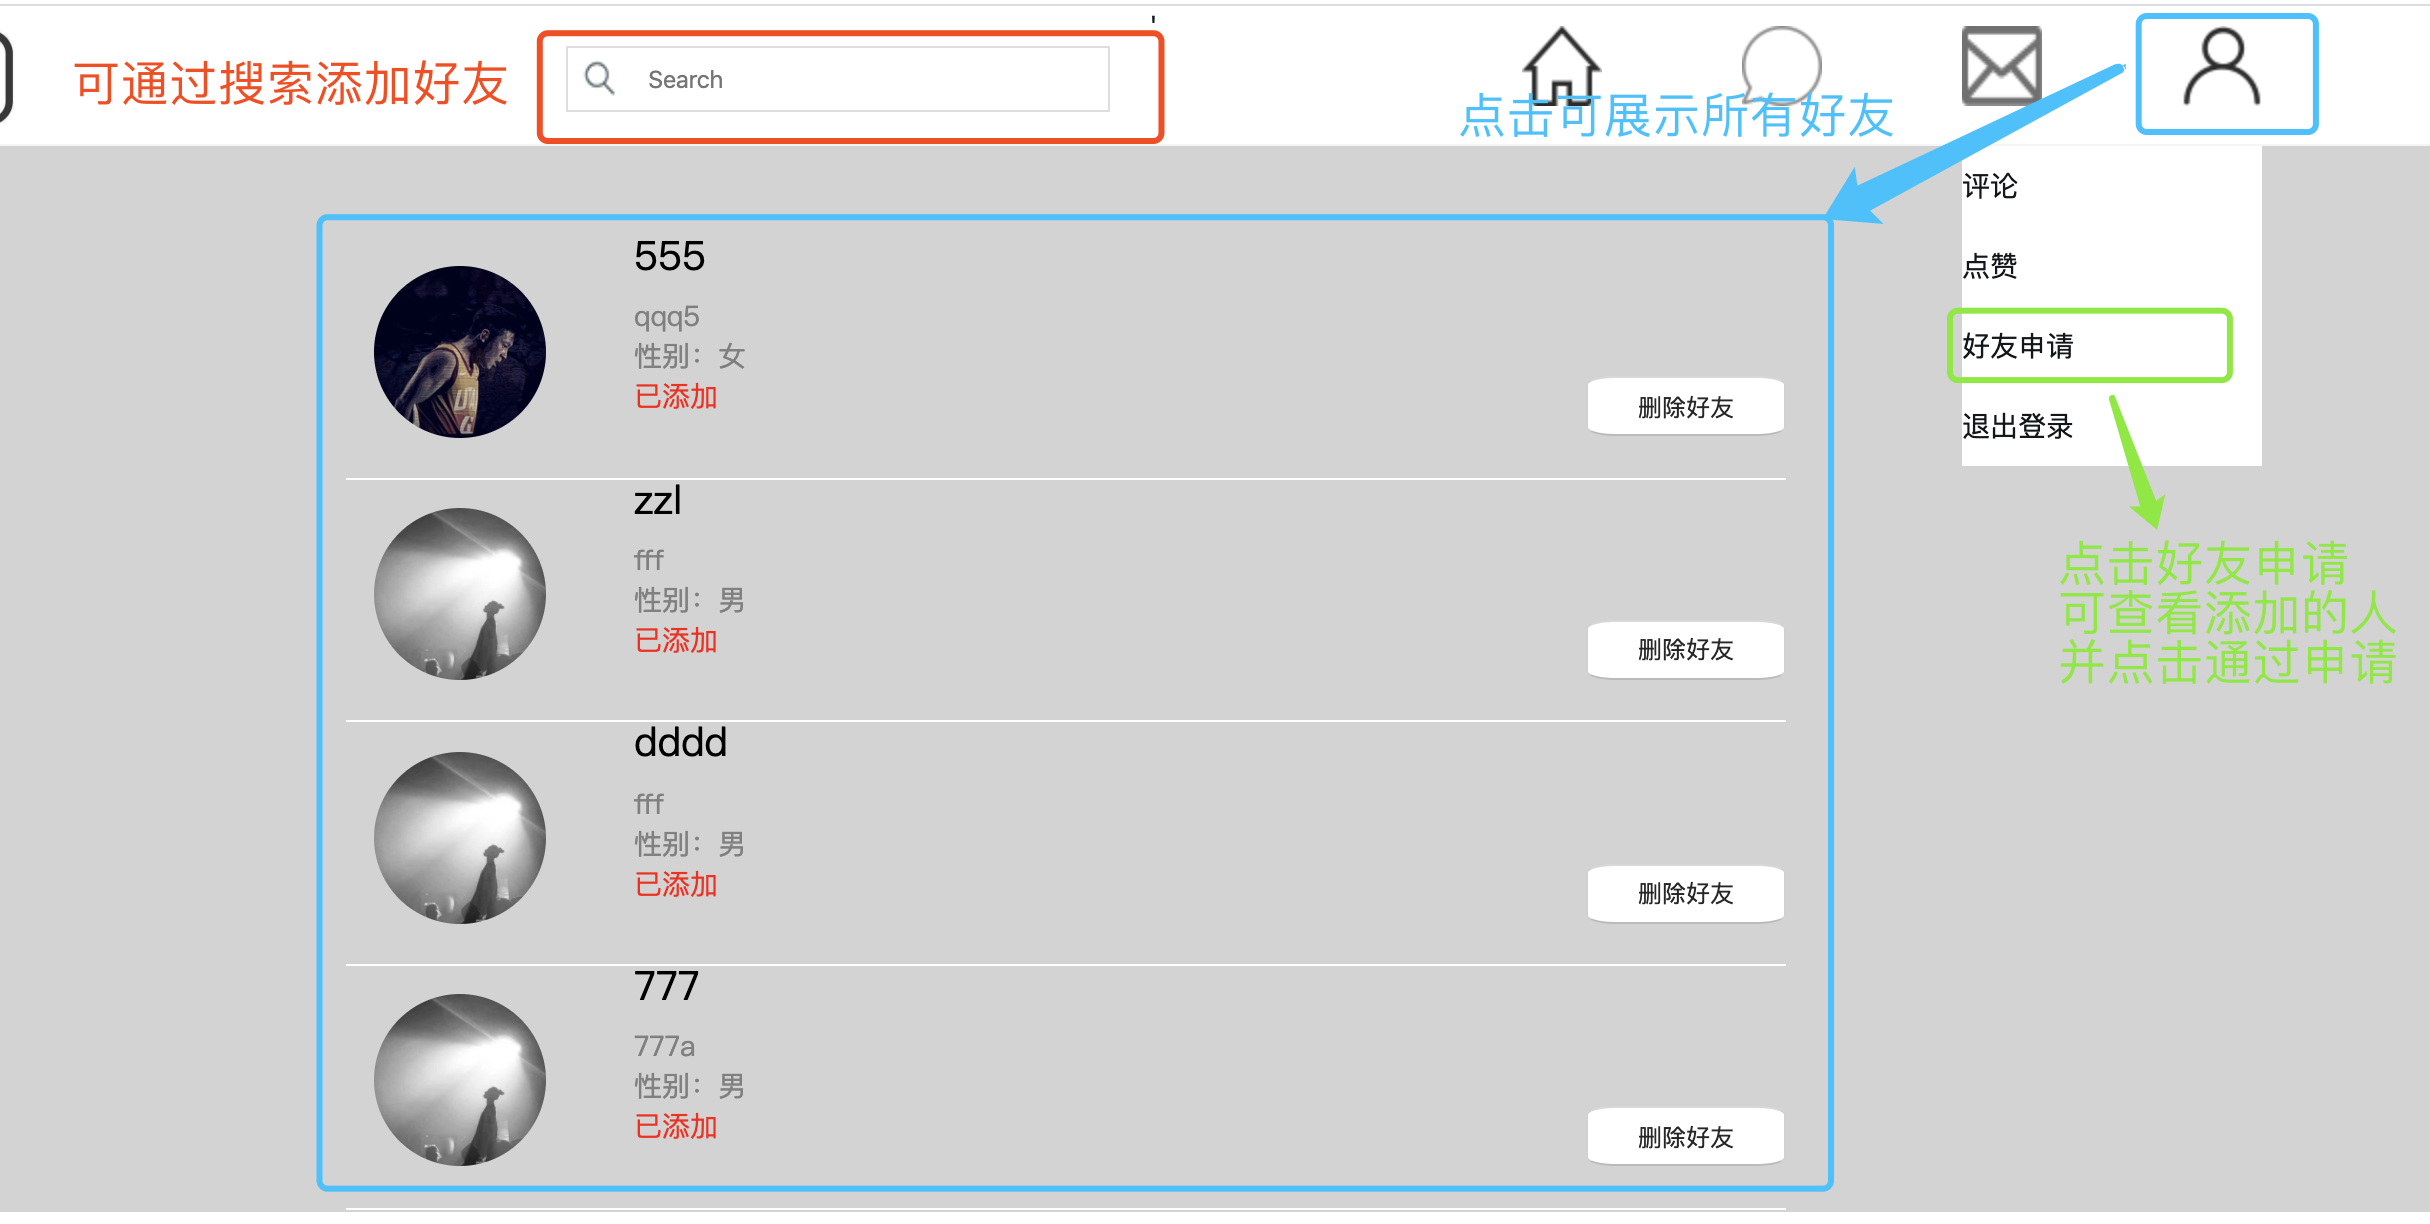 可通过搜索添加好友
Search
点击可展示所有好友
评论
点赞
好友申请
退出登录
点击好友申请
可查看添加的人
并点击通过申请
555
qqq5
性别：女
已添加
删除好友
zzl
fff
性别：男
已添加
删除好友
dddd
fff
性别：男
已添加
删除好友
777
777a
性别：男
已添加
删除好友